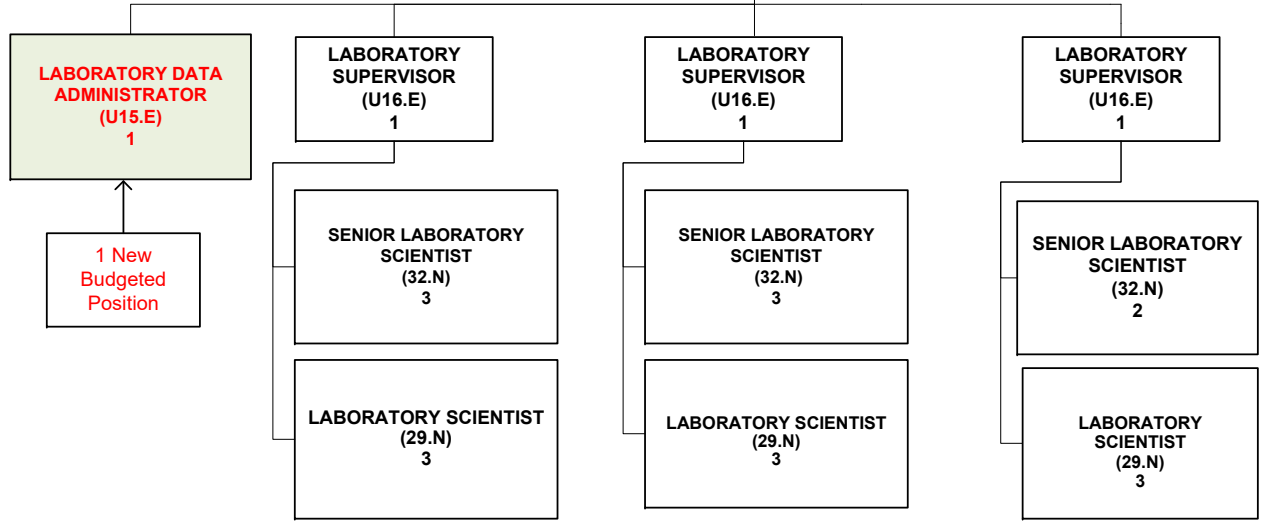 LABORATORY DATA
ADMINISTRATOR
(U15.E)
1
1 New
Budgeted
Position
LABORATORY
SUPERVISOR
(U16.E)
1
SENIOR LABORATORY
SCIENTIST
(32.N)
3
LABORATORY SCIENTIST
(29.N)
3
LABORATORY
SUPERVISOR
(U16.E)
1
SENIOR LABORATORY
SCIENTIST
(32.N)
3
LABORATORY SCIENTIST
(29.N)
3
LABORATORY
SUPERVISOR
(U16.E)
1
SENIOR LABORATORY
SCIENTIST
(32.N)
2
LABORATORY
SCIENTIST
(29.N)
3